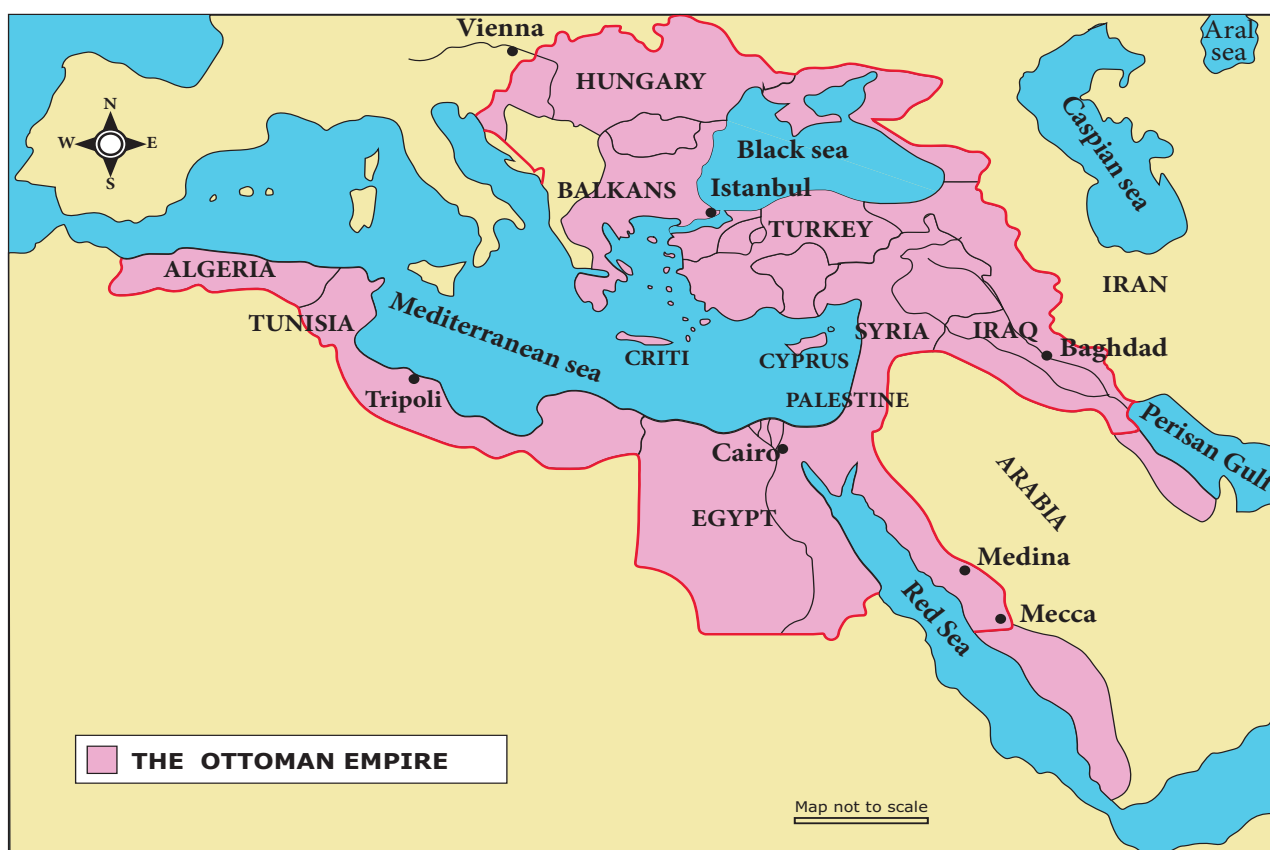 Vienna
Aral
sea
HUNGARY
N
W
E
S
Caspian sea
Black sea
BALKANS
Istanbul
TURKEY
ALGERIA
IRAN
TUNISIA
Mediterranean sea
SYRIA
IRAQ
Baghdad
CRITI
CYPRUS
Tripoli
PALESTINE
Perisan Gulf
Cairo
ARABIA
EGYPT
Medina
Red Sea
Mecca
THE OTTOMAN EMPIRE
Map not to scale